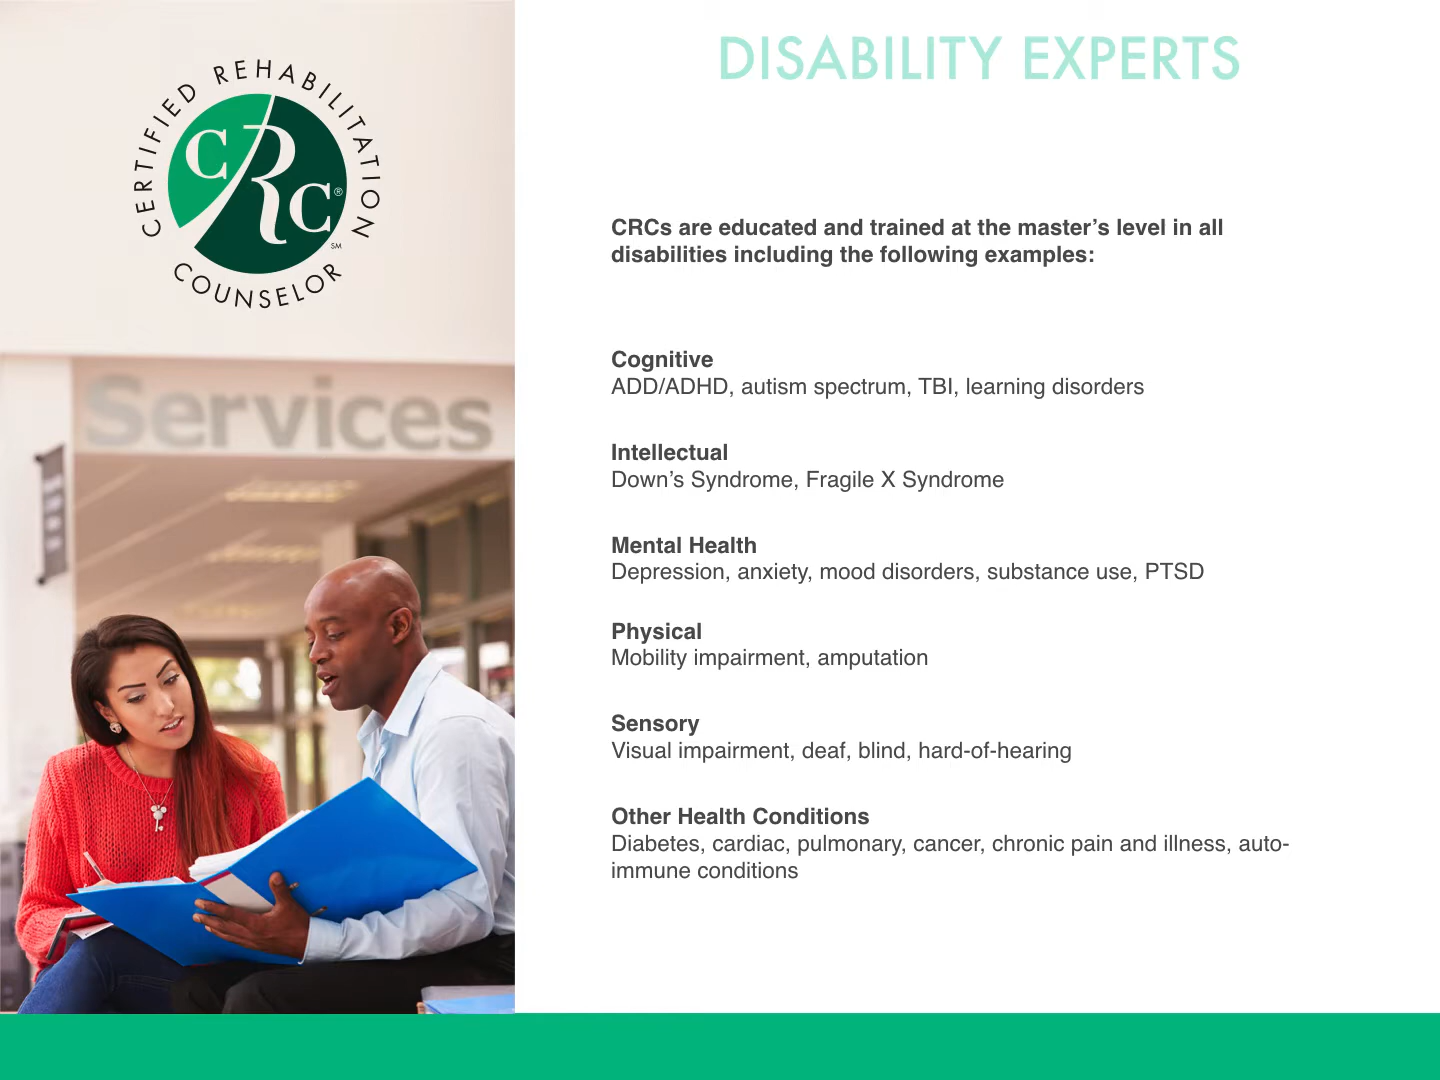 DISABILITY EXPERTS
CERTIFIED REHABILITATION
COUNSELOR
CRC®
SM
Services
CRCs are educated and trained at the master’s level in all
disabilities including the following examples:
Cognitive
ADD/ADHD, autism spectrum, TBI, learning disorders
Intellectual
Down’s Syndrome, Fragile X Syndrome
Mental Health
Depression, anxiety, mood disorders, substance use, PTSD
Physical
Mobility impairment, amputation
Sensory
Visual impairment, deaf, blind, hard-of-hearing
Other Health Conditions
Diabetes, cardiac, pulmonary, cancer, chronic pain and illness, auto-
immune conditions